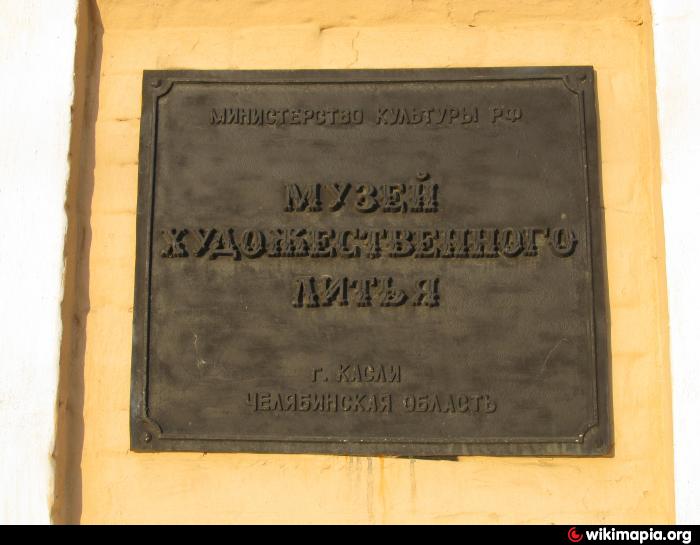 МИНИСТЕРСТВО КУЛЬТУРЫ РФ
МУЗЕЙ
ХУДОЖЕСТВЕННОГО
ЛИТЬЯ
г. КАСЛИ
ЧЕЛЯБИНСКАЯ ОБЛАСТЬ
wikimapia.org